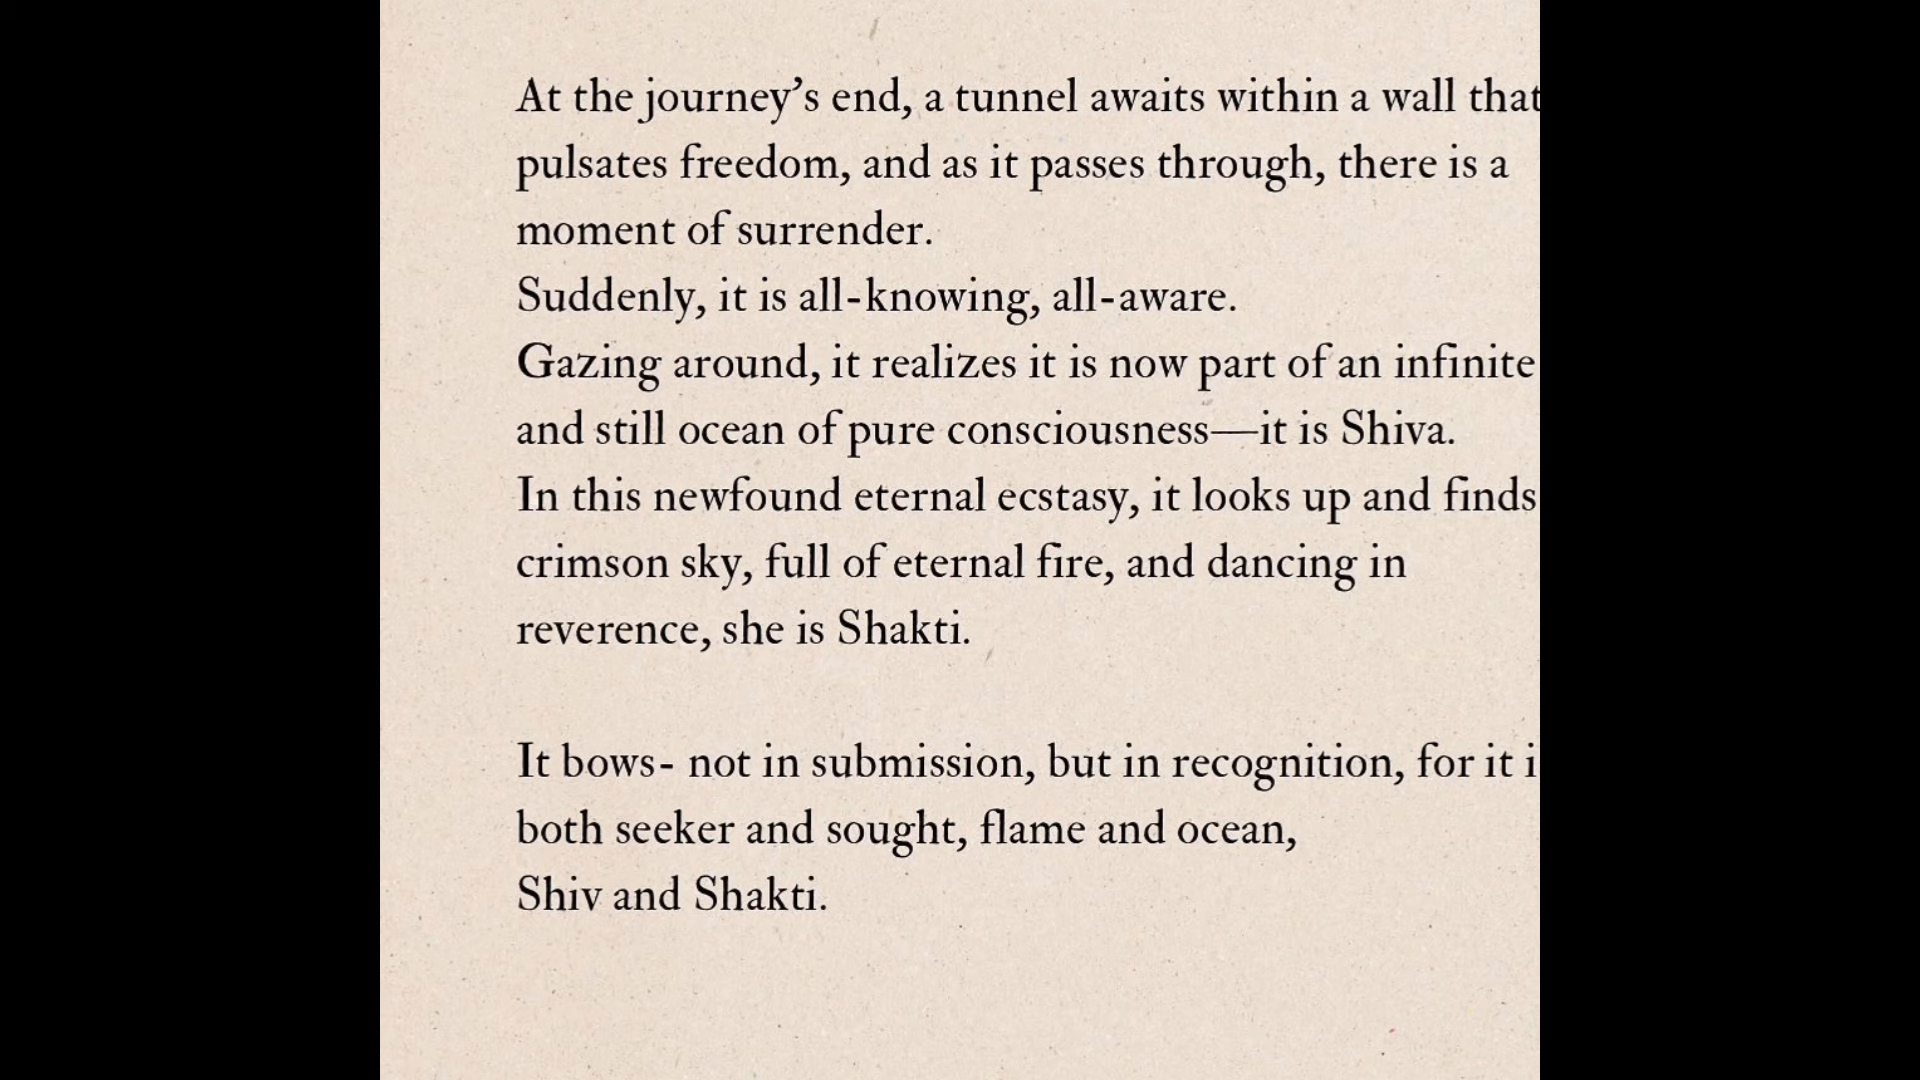 At the journey’s end, a tunnel awaits within a wall that
pulsates freedom, and as it passes through, there is a
moment of surrender.
Suddenly, it is all-knowing, all-aware.
Gazing around, it realizes it is now part of an infinite
and still ocean of pure consciousness—it is Shiva.
In this newfound eternal ecstasy, it looks up and finds
crimson sky, full of eternal fire, and dancing in
reverence, she is Shakti.
It bows- not in submission, but in recognition, for it
both seeker and sought, flame and ocean,
Shiv and Shakti.